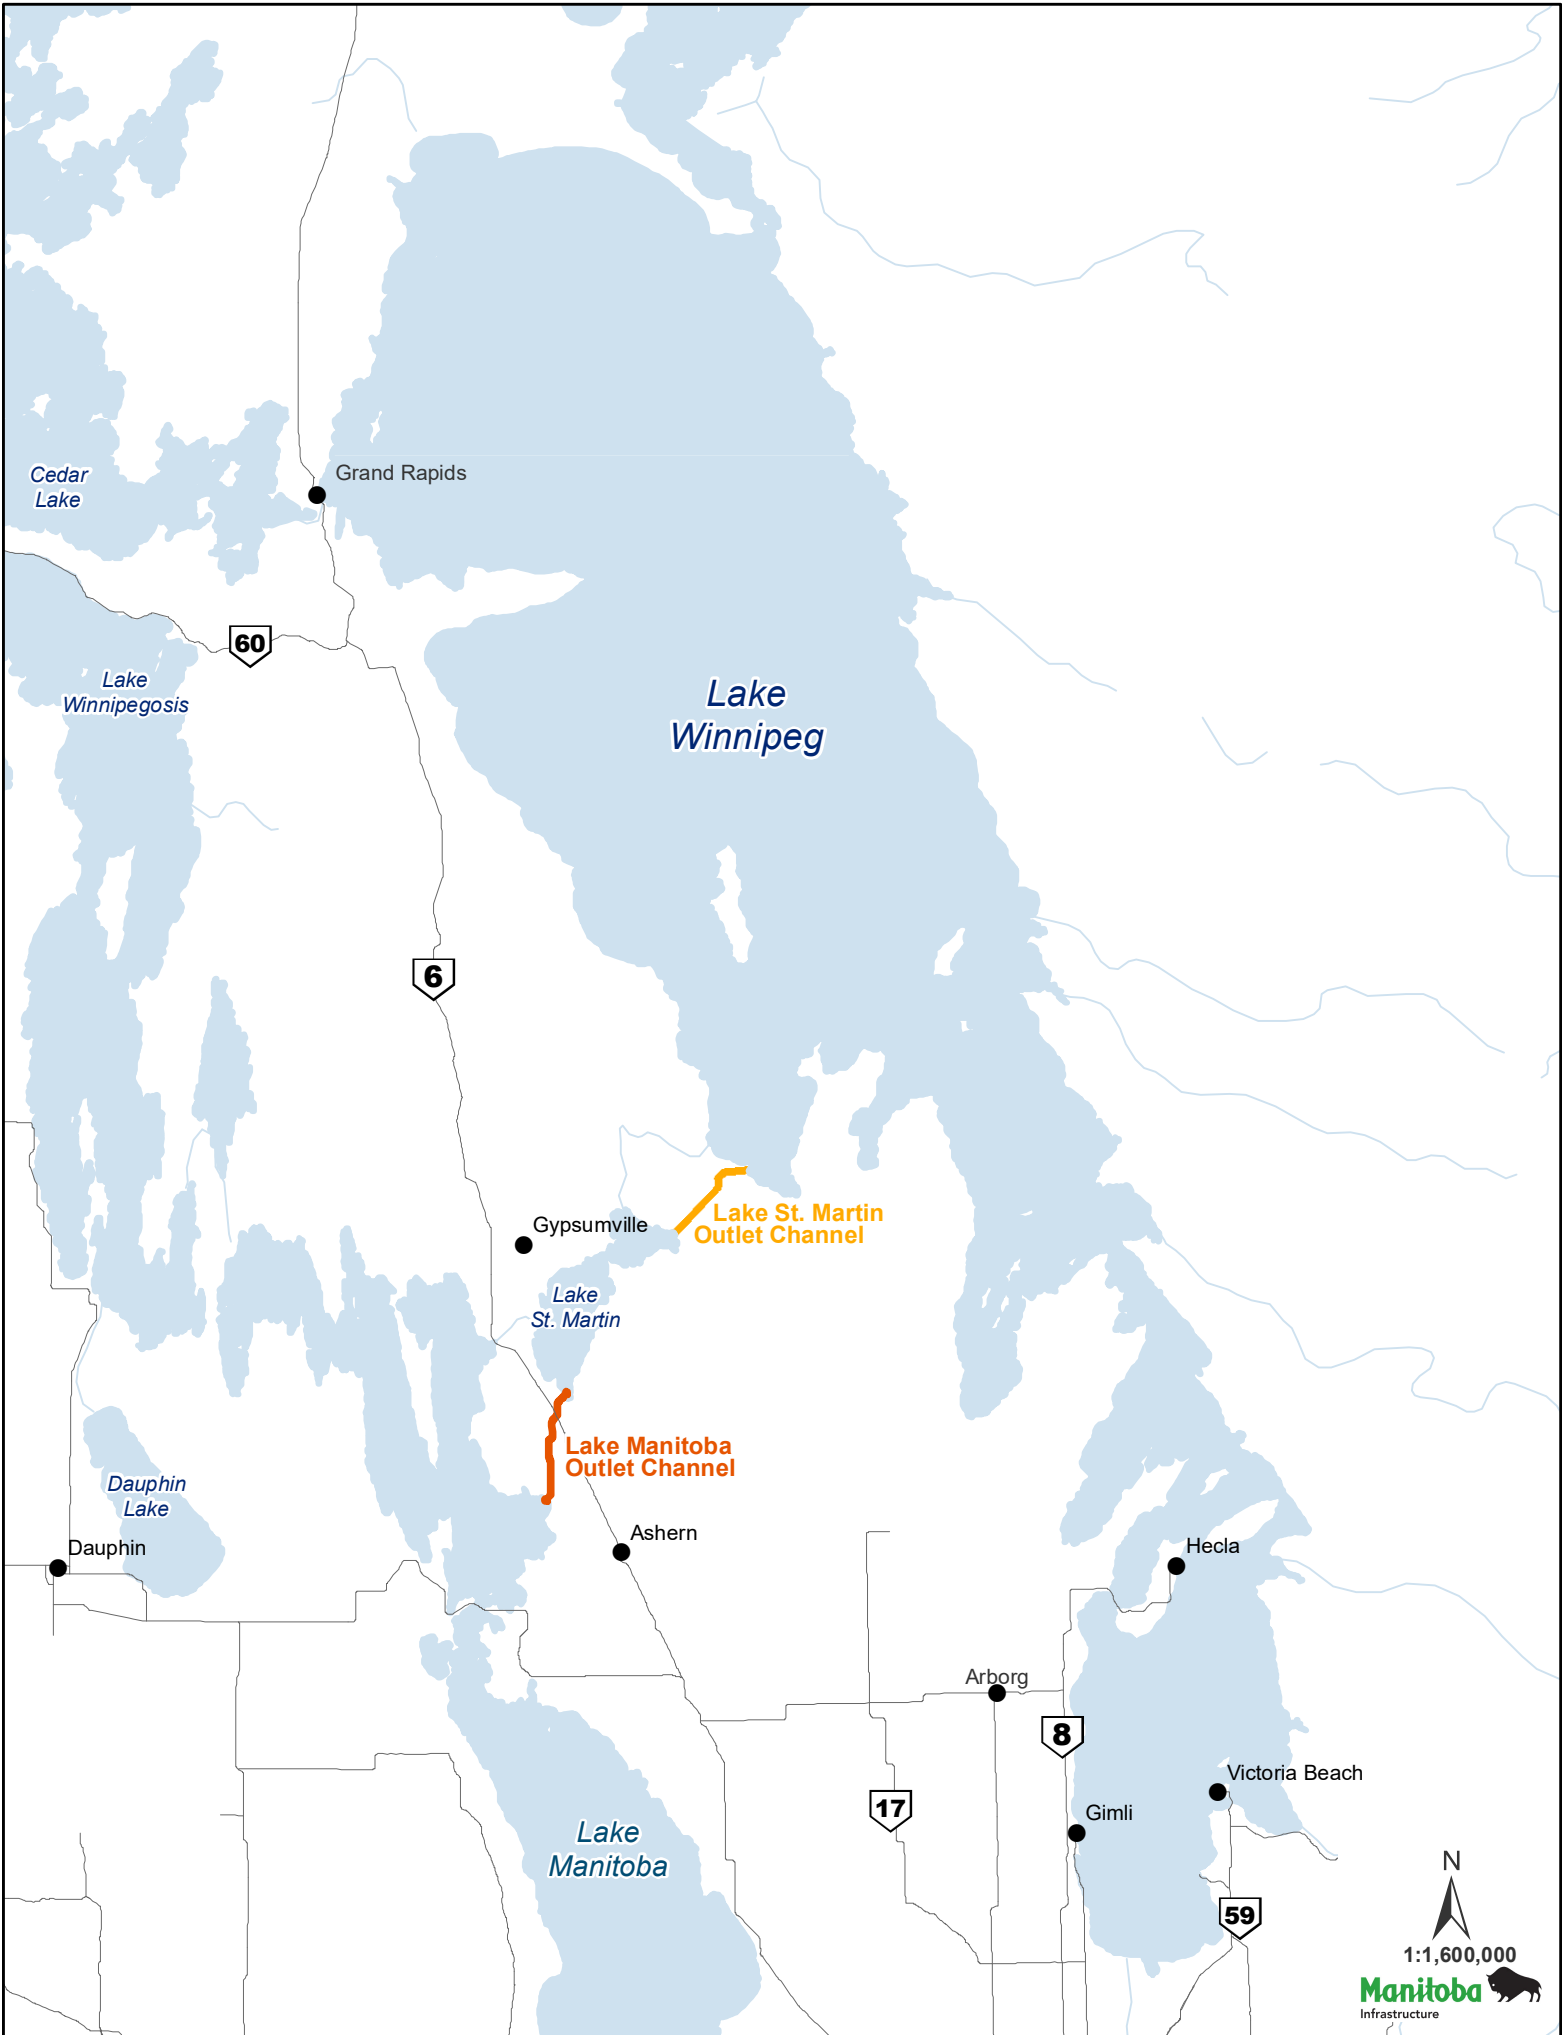 Grand Rapids
Cedar
Lake
60
Lake
Winnipegosis
Lake
Winnipeg
6
Lake St. Martin
Outlet Channel
Gypsumville
Lake
St. Martin
Lake Manitoba
Outlet Channel
Dauphin
Lake
Dauphin
Ashern
Hecla
Arborg
8
Victoria Beach
17
Gimli
Lake
Manitoba
N
59
1:1,600,000
Manitoba
Infrastructure